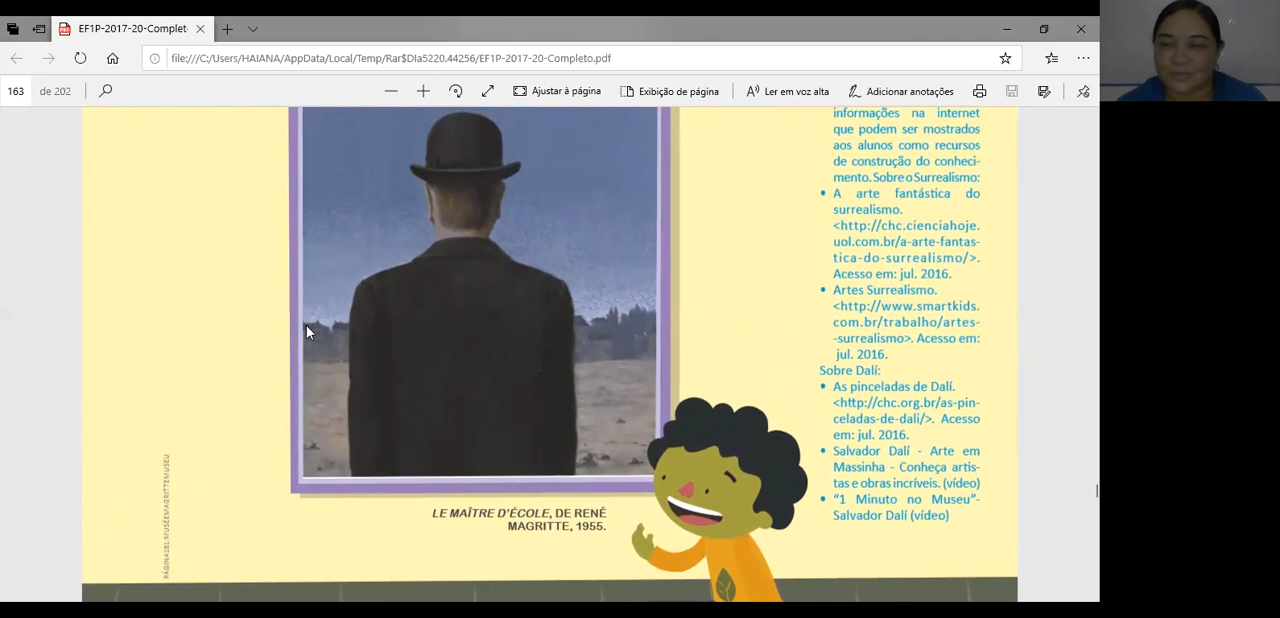 EF1P-2017-20-Complet
file:///C:/Users/HAIANA/AppData/Local/Temp/Rar$DIa5220.44256/EF1P-2017-20-Completo.pdf
163 de 202
Ajustar à página
Exibição de página
Ler em voz alta
Adicionar anotações
informações na internet
que podem ser mostrados
aos alunos como recursos
de construção do conheci-
mento. Sobre o Surrealismo:
• A arte fantástica do
surrealismo.
<http://chc.cienciahoje.
uol.com.br/a-arte-fantas-
tica-do-surrealismo/>.
Acesso em: jul. 2016.
• Artes Surrealismo.
<http://www.smartkids.
com.br/trabalho/artes-
-surrealismo>. Acesso em:
jul. 2016.
Sobre Dalí:
• As pinceladas de Dalí.
<http://chc.org.br/as-pin-
celadas-de-dali/>. Acesso
em: jul. 2016.
• Salvador Dalí - Arte em
Massinha - Conheça artis-
tas e obras incríveis. (vídeo)
• “1 Minuto no Museu”-
Salvador Dalí (vídeo)
LE MAÎTRE D'ÉCOLE, DE RENÉ
MAGRITTE, 1955.
PÁGINA161:MUSÉEMAGRITTEMUSEU